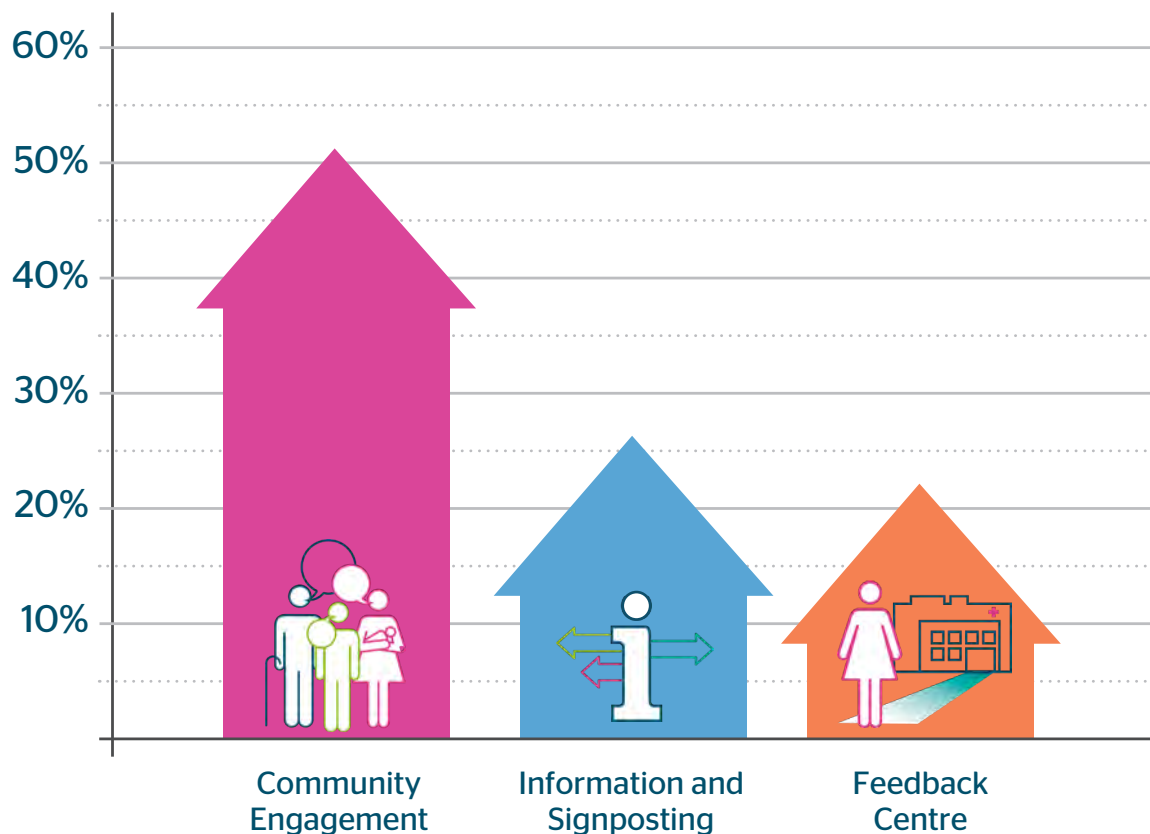 60%
50%
40%
30%
20%
10%
Community
Engagement
Information and
Signposting
Feedback
Centre